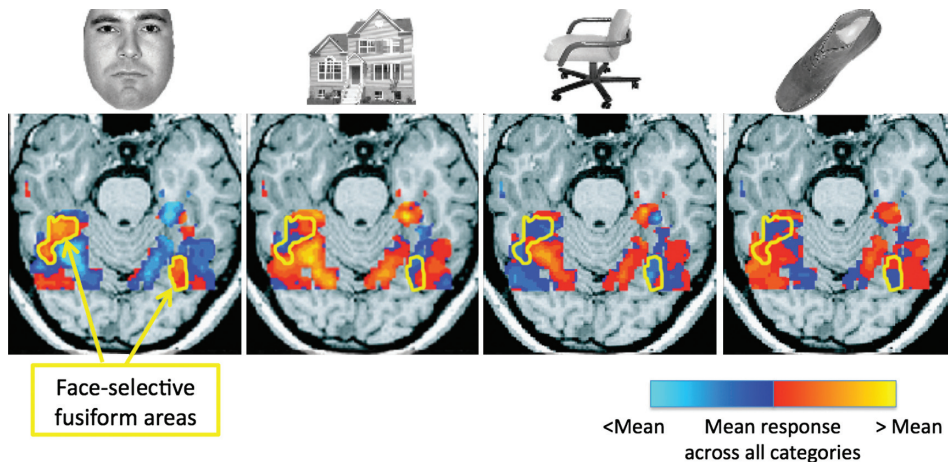 Face-selective
fusiform areas
<Mean
Mean response
across all categories
> Mean